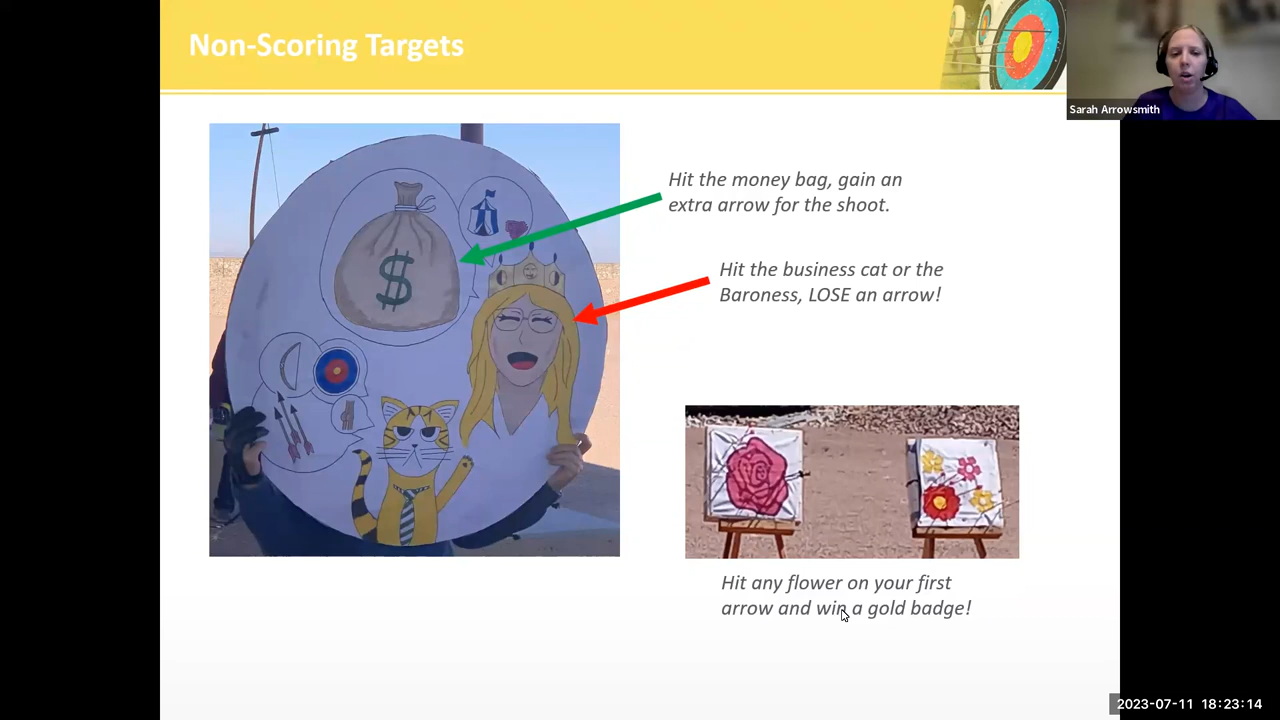 Non-Scoring Targets
Sarah Arrowsmith
$
Hit the money bag, gain an
extra arrow for the shoot.
Hit the business cat or the
Baroness, LOSE an arrow!
Hit any flower on your first
arrow and win a gold badge!
2023-07-11 18:23:14